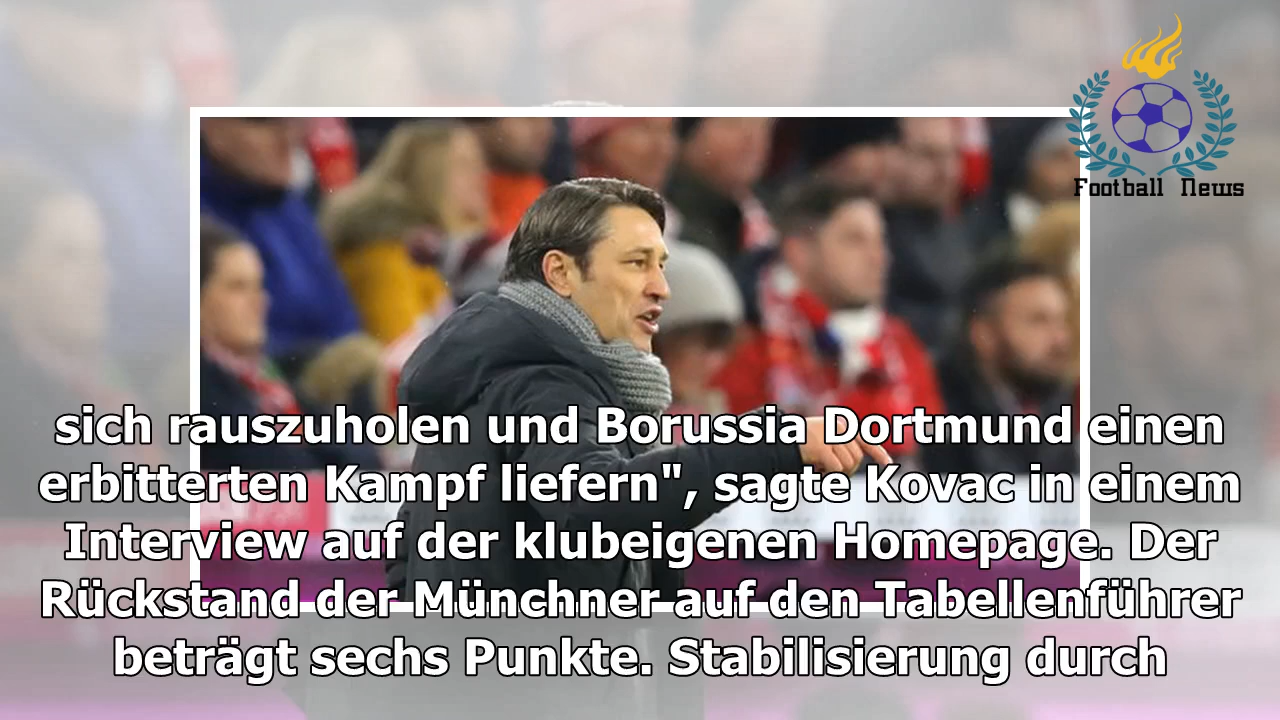 Football News
sich rauszuholen und Borussia Dortmund einen
erbitterten Kampf liefern", sagte Kovac in einem
Interview auf der klubeigenen Homepage. Der
Rückstand der Münchner auf den Tabellenführer
beträgt sechs Punkte. Stabilisierung durch